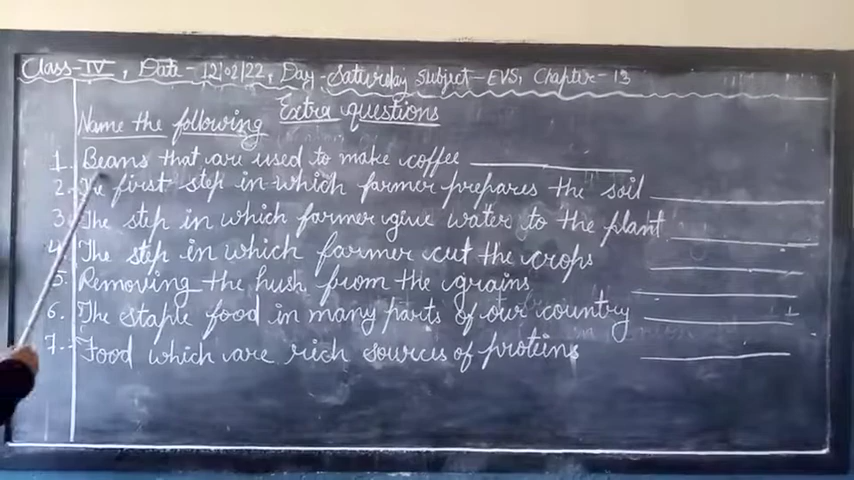 Class-IV, Date- 12/02/22, Day-Saturday Subject-EVS, Chapter-13
Extra questions
Name the following
1. Beans that are used to make coffee
2. The first step in which farmer prepares the soil
3. The step in which farmer give water to the plant
4. The step in which farmer cut the crops
5. Removing the hush from the grains
6. The staple food in many parts of our country
7. Food which are rich sources of proteins